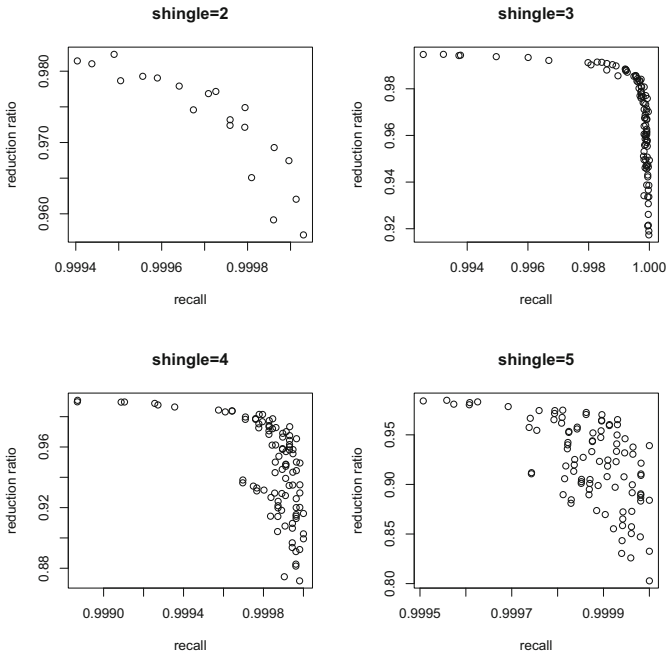 shingle=2
reduction ratio
0.960 0.970 0.980
0.9994 0.9996 0.9998
recall
shingle=3
reduction ratio
0.92 0.94 0.96 0.98
0.994 0.996 0.998 1.000
recall
shingle=4
reduction ratio
0.88 0.92 0.96
0.9990 0.9994 0.9998
recall
shingle=5
reduction ratio
0.80 0.85 0.90 0.95
0.9995 0.9997 0.9999
recall